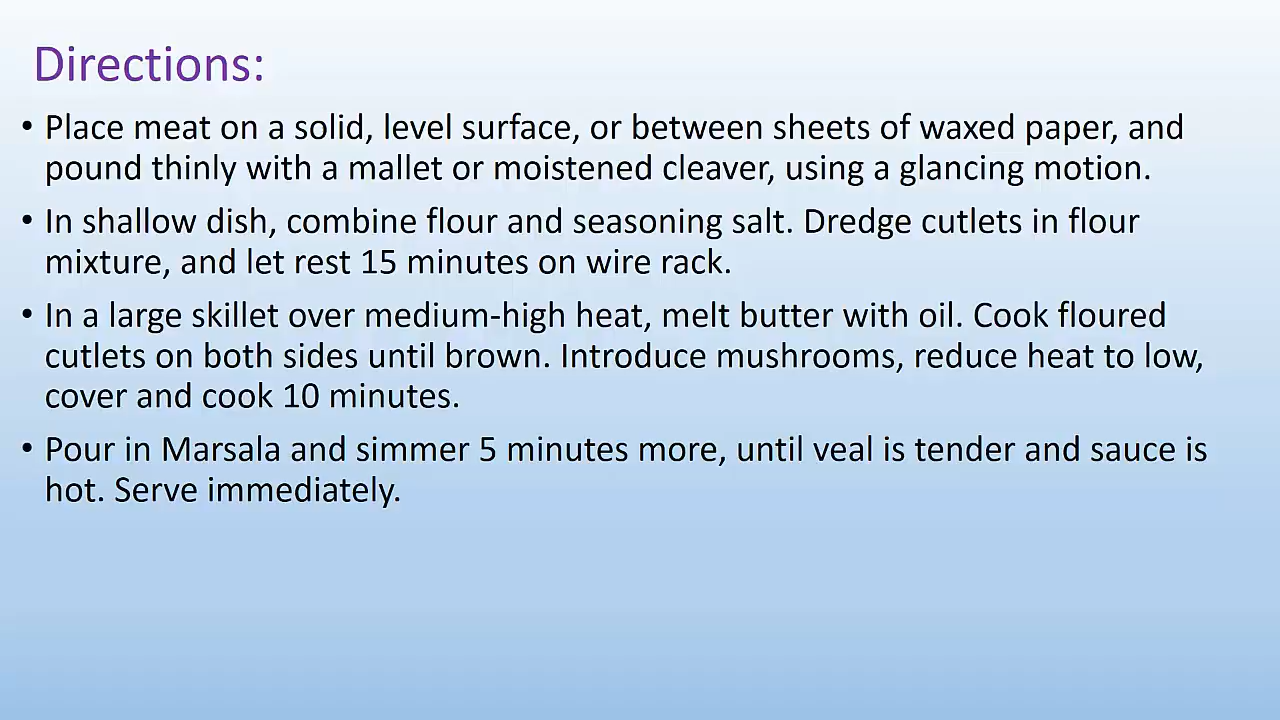 Directions:
• Place meat on a solid, level surface, or between sheets of waxed paper, and
pound thinly with a mallet or moistened cleaver, using a glancing motion.
• In shallow dish, combine flour and seasoning salt. Dredge cutlets in flour
mixture, and let rest 15 minutes on wire rack.
• In a large skillet over medium-high heat, melt butter with oil. Cook floured
cutlets on both sides until brown. Introduce mushrooms, reduce heat to low,
cover and cook 10 minutes.
• Pour in Marsala and simmer 5 minutes more, until veal is tender and sauce is
hot. Serve immediately.